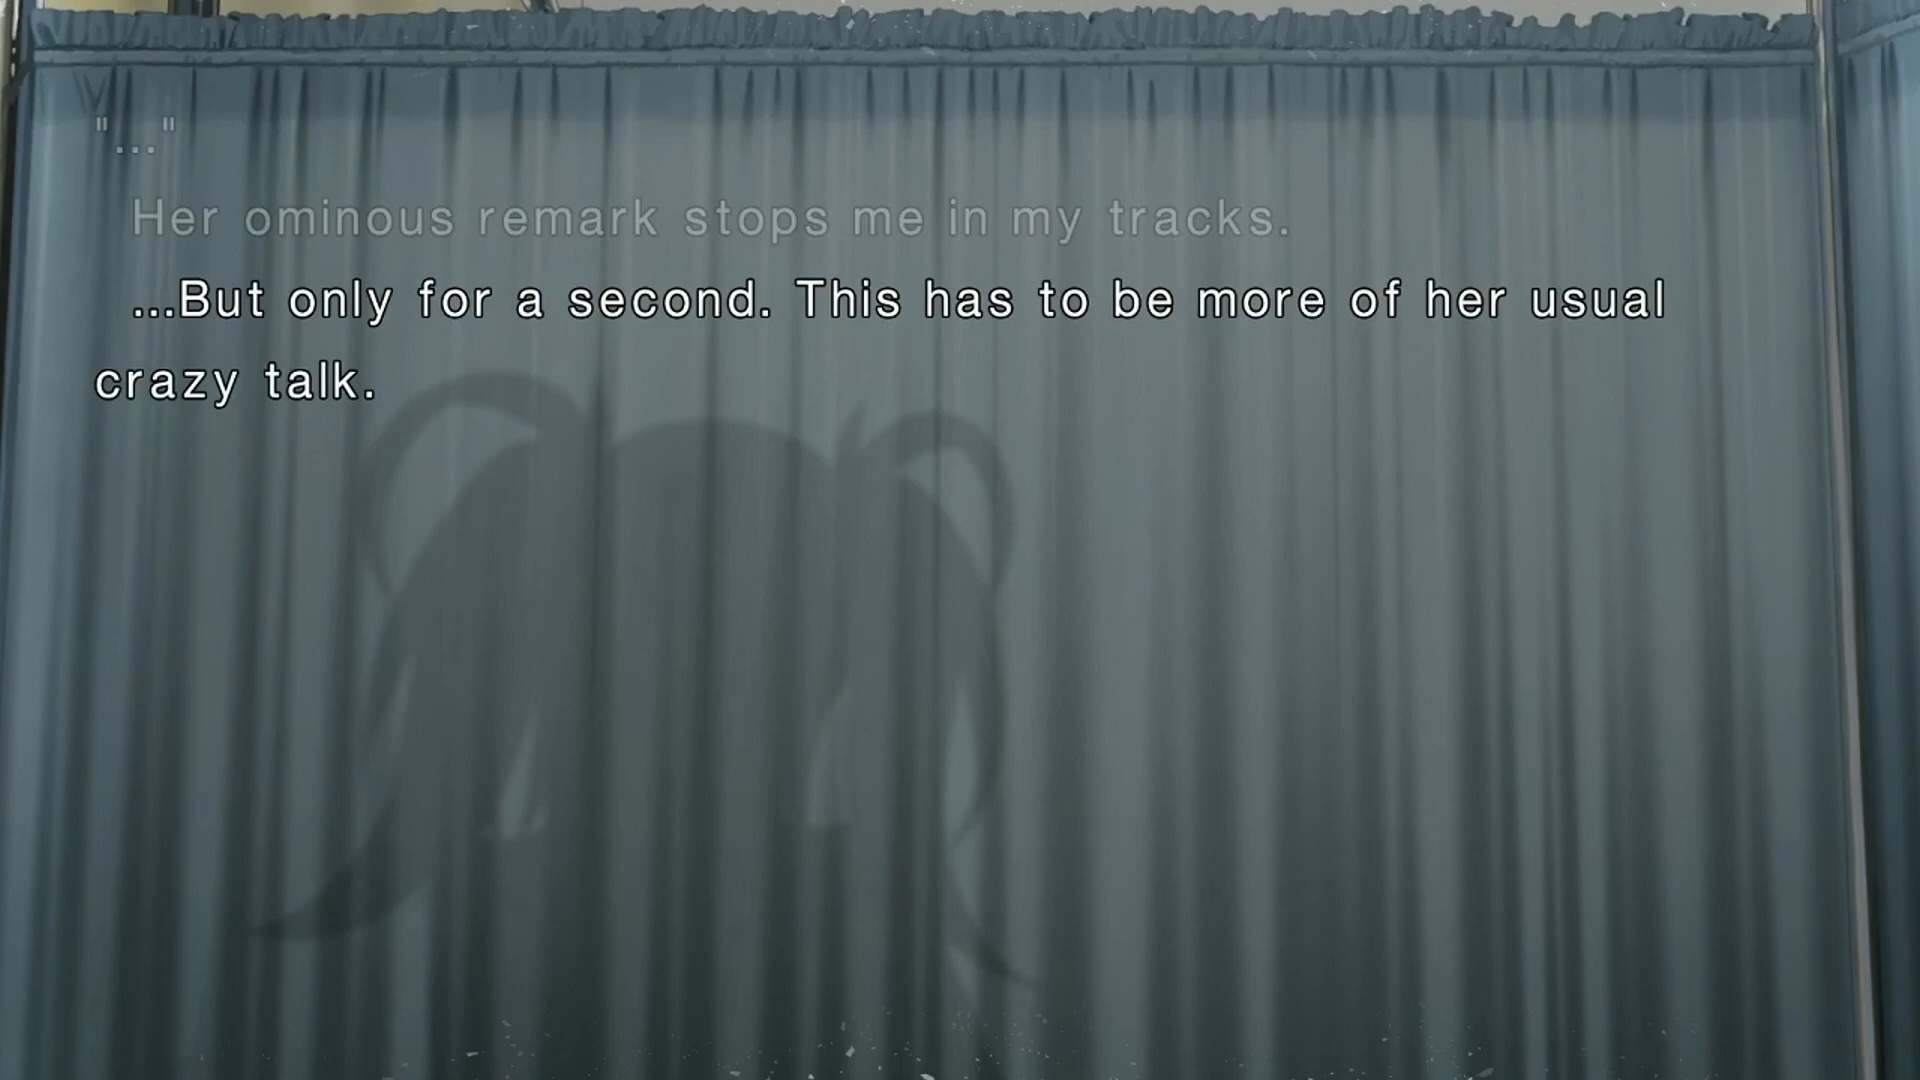 "..."
Her ominous remark stops me in my tracks.
...But only for a second. This has to be more of her usual
crazy talk.